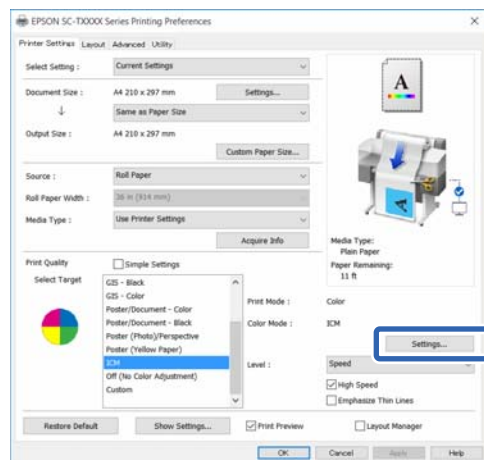 EPSON SC-TXXXX Series Printing Preferences
Printer Settings Layout Advanced Utility
Select Setting : Current Settings
Document Size : A4 210 x 297 mm Settings...
Same as Paper Size
Output Size : A4 210 x 297 mm
Custom Paper Size...
Source : Roll Paper
Roll Paper Width : 36 in (914 mm)
Media Type : Use Printer Settings
Acquire Info
A
Media Type:
Plain Paper
Paper Remaining:
11 ft
Print Quality Simple Settings
Select Target
GIS - Black
GIS - Color
Poster/Document - Color
Poster/Document - Black
Poster (Photo)/Perspective
Poster (Yellow Paper)
ICM
Off (No Color Adjustment)
Custom
Print Mode : Color
Color Mode : ICM
Settings...
Level : Speed
High Speed
Emphasize Thin Lines
Restore Default Show Settings... Print Preview Layout Manager
OK Cancel Apply Help